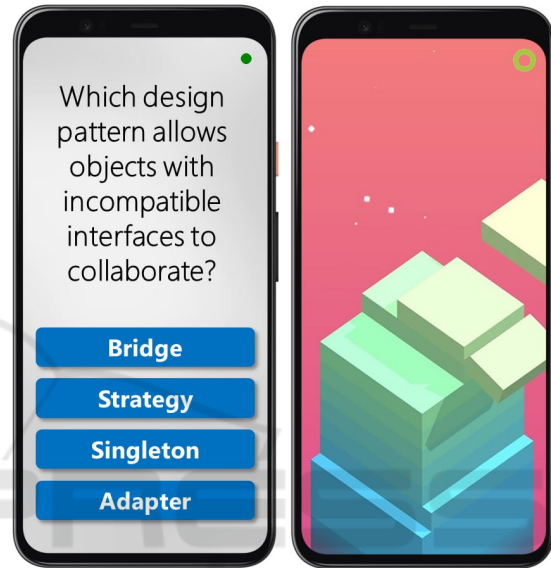 Which design
pattern allows
objects with
incompatible
interfaces to
collaborate?
Bridge
Strategy
Singleton
Adapter